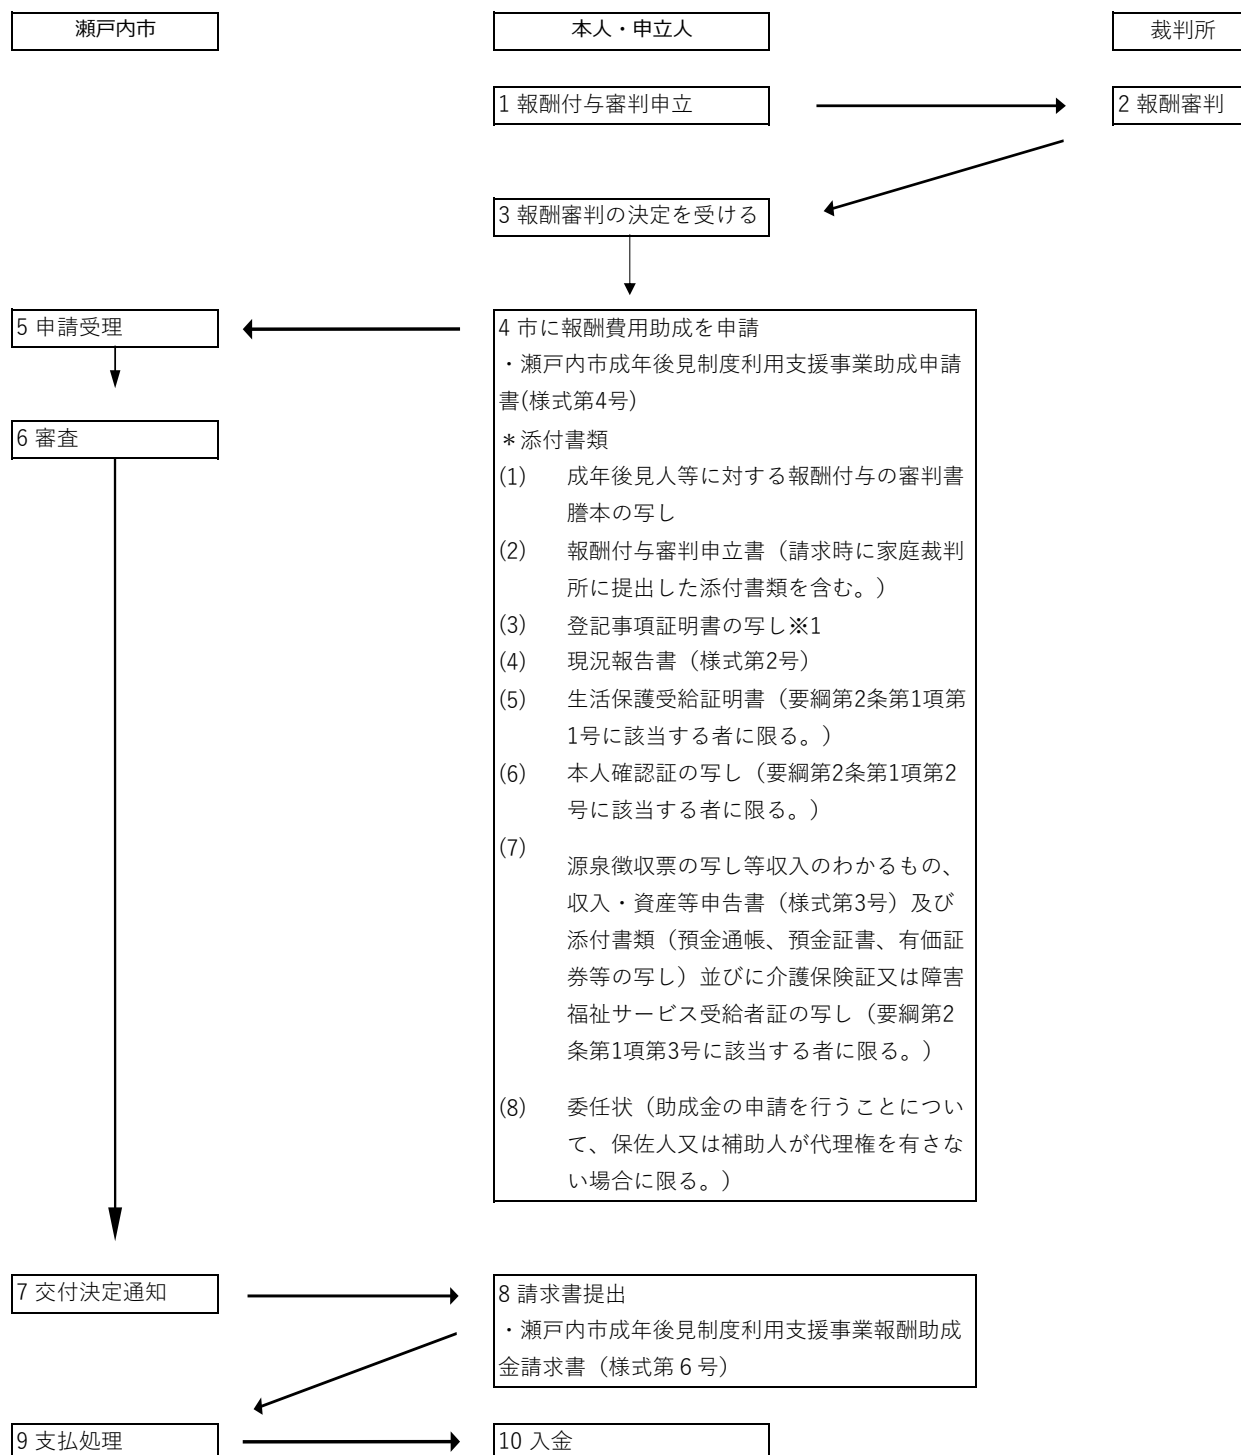 瀬戸内市
本人・申立人
裁判所
1 報酬付与審判申立
2 報酬審判
3 報酬審判の決定を受ける
5 申請受理
4 市に報酬費用助成を申請
・瀬戸内市成年後見制度利用支援事業助成申請
書(様式第4号)
＊添付書類
6 審査
(1) 成年後見人等に対する報酬付与の審判書
謄本の写し
(2) 報酬付与審判申立書（請求時に家庭裁判
所に提出した添付書類を含む。）
(3) 登記事項証明書の写し※1
(4) 現況報告書（様式第2号）
(5) 生活保護受給証明書（要綱第2条第1項第
1号に該当する者に限る。）
(6) 本人確認証の写し（要綱第2条第1項第2
号に該当する者に限る。）
(7)
源泉徴収票の写し等収入のわかるもの、
収入・資産等申告書（様式第3号）及び
添付書類（預金通帳、預金証書、有価証
券等の写し）並びに介護保険証又は障害
福祉サービス受給者証の写し（要綱第2
条第1項第3号に該当する者に限る。）
(8) 委任状（助成金の申請を行うことについ
て、保佐人又は補助人が代理権を有さな
い場合に限る。）
7 交付決定通知
8 請求書提出
・瀬戸内市成年後見制度利用支援事業報酬助成
金請求書（様式第６号）
9 支払処理
10 入金